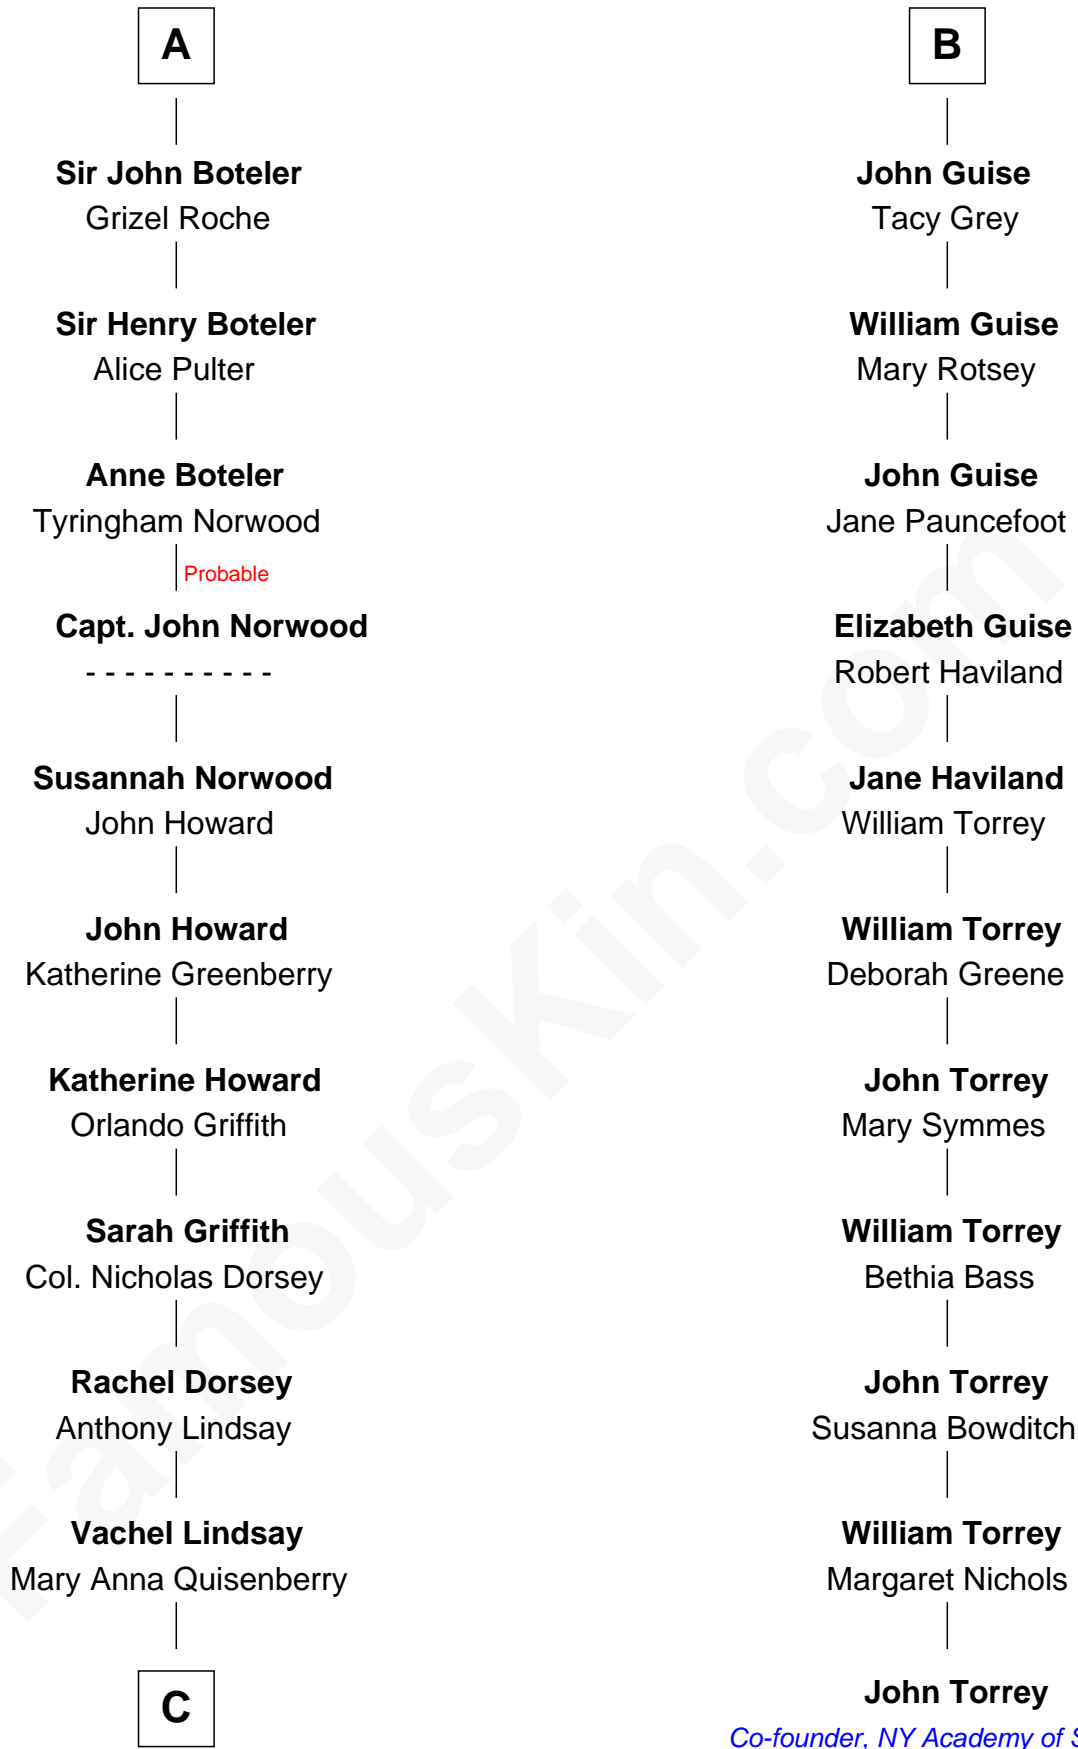 A
Sir John Boteler
Grizel Roche
Sir Henry Boteler
Alice Pulter
Anne Boteler
Tyringham Norwood
Probable
Capt. John Norwood
- - - - - - - - - -
Susannah Norwood
John Howard
John Howard
Katherine Greenberry
Katherine Howard
Orlando Griffith
Sarah Griffith
Col. Nicholas Dorsey
Rachel Dorsey
Anthony Lindsay
Vachel Lindsay
Mary Anna Quisenberry
C
B
John Guise
Tacy Grey
William Guise
Mary Rotsey
John Guise
Jane Pauncefoot
Elizabeth Guise
Robert Haviland
Jane Haviland
William Torrey
William Torrey
Deborah Greene
John Torrey
Mary Symmes
William Torrey
Bethia Bass
John Torrey
Susanna Bowditch
William Torrey
Margaret Nichols
John Torrey
Co-founder, NY Academy of S
FamousKin.com